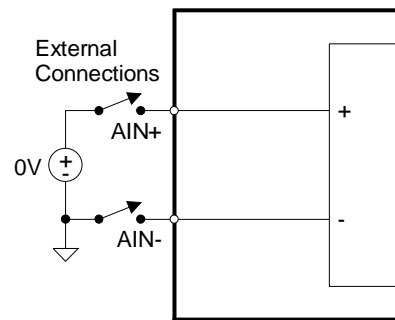 External
Connections
AIN+
+
0V
+
-
-
AIN-